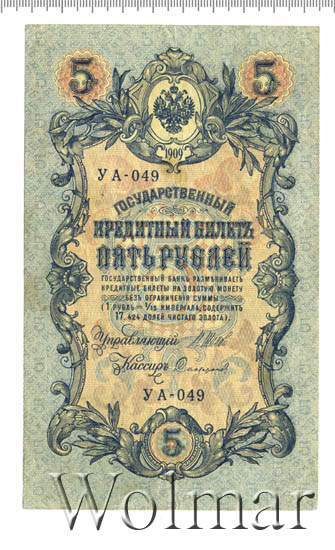 5 5
1909
УА-049
ГОСУДАРСТВЕННЫЙ
КРЕДИТНЫЙ БИЛЕТЪ
ПЯТЬ РУБЛЕЙ
ГОСУДАРСТВЕННЫЙ БАНКЪ РАЗМѢНИВАЕТЪ
КРЕДИТНЫЕ БИЛЕТЫ НА ЗОЛОТУЮ МОНЕТУ
БЕЗЪ ОГРАНИЧЕНІЯ СУММЫ
(1 РУБЛЬ = 1/15 ИМПЕРІАЛА, СОДЕРЖИТЪ
17,424 ДОЛЕЙ ЧИСТАГО ЗОЛОТА).
Управляющій
Кассиръ
УА-049
5
Wolmar